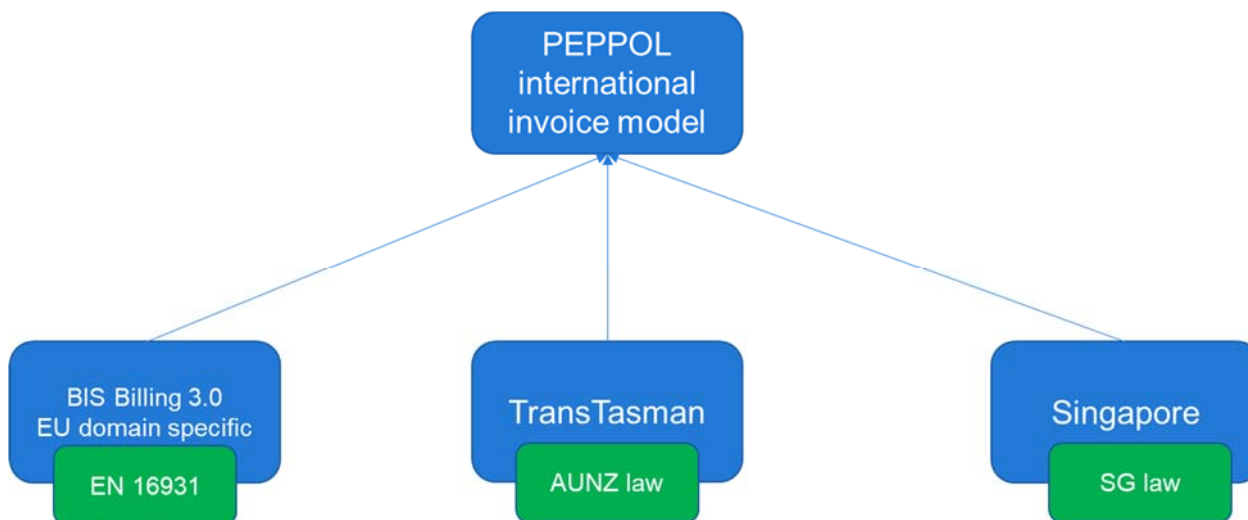 PEPPOL
international
invoice model
BIS Billing 3.0
EU domain specific
EN 16931
TransTasman
AUNZ law
Singapore
SG law